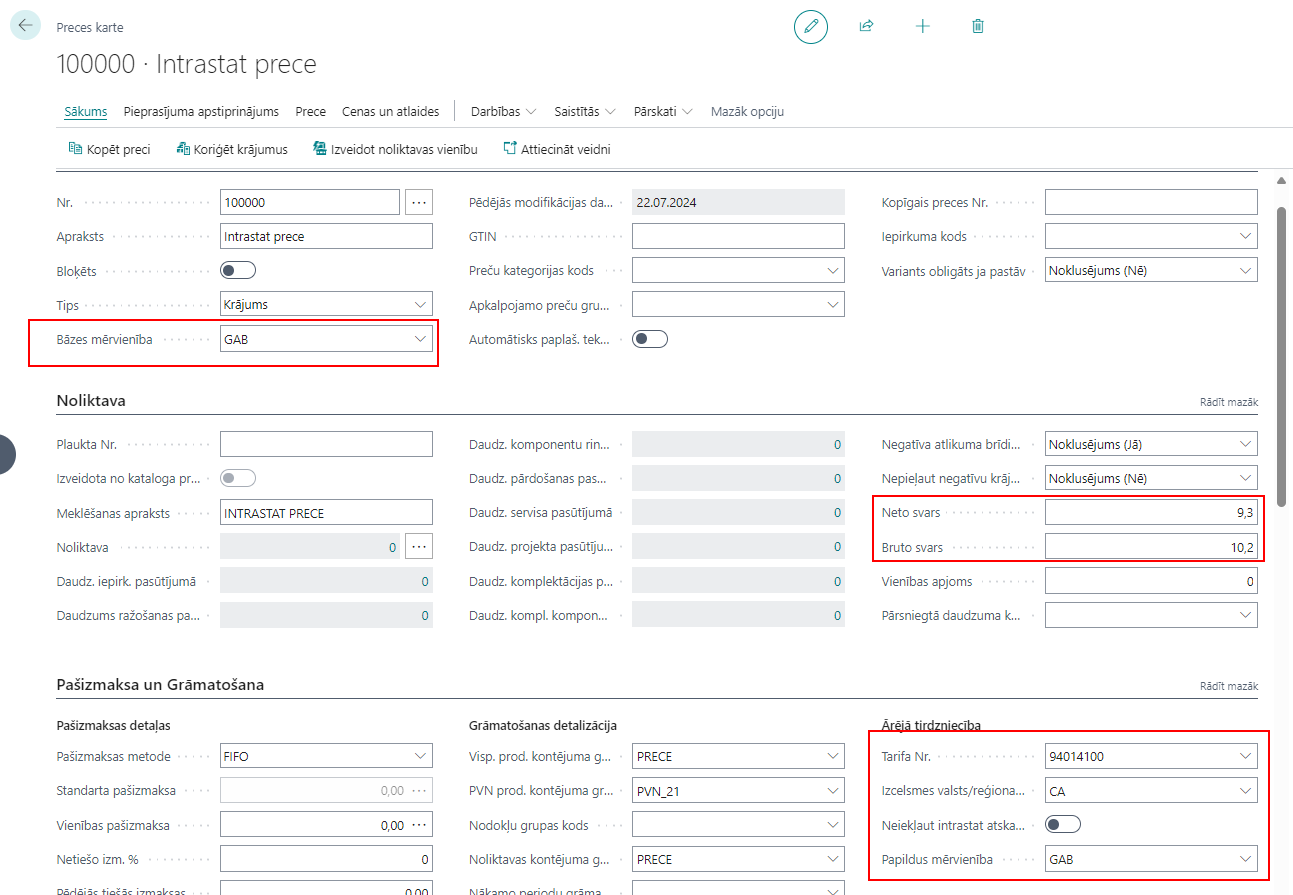 Preces karte
100000 · Intrastat prece
Sākums Pieprasījuma apstiprinājums Prece Cenas un atlaides Darbības Saistītās Pārskati Mazāk opciju
Kopēt preci Koriģēt krājumus Izveidot noliktavas vienību Attiecināt veidni
Nr. 100000 ··· Pēdējās modifikācijas da... 22.07.2024 Kopīgais preces Nr.
Apraksts Intrastat prece GTIN Iepirkuma kods
Bloķēts Preču kategorijas kods Variants obligāts ja pastāv Noklusējums (Nē)
Tips Krājums Apkalpojamo preču gru...
Bāzes mērvienība GAB Automātisks paplaš. tek...
Noliktava Rādīt mazāk
Plaukta Nr. Daudz. komponentu rin... 0 Negatīva atlikuma brīdi... Noklusējums (Jā)
Izveidota no kataloga pr... Daudz. pārdošanas pas... 0 Nepieļaut negatīvu krāj... Noklusējums (Nē)
Meklēšanas apraksts INTRASTAT PRECE Daudz. servisa pasūtījumā 0 Neto svars 9,3
Noliktava 0 ··· Daudz. projekta pasūtīju... 0 Bruto svars 10,2
Daudz. iepirk. pasūtījumā 0 Daudz. komplektācijas p... 0 Vienības apjoms 0
Daudzums ražošanas pa... 0 Daudz. kompl. kompon... 0 Pārsniegtā daudzuma k...
Pašizmaksa un Grāmatošana Rādīt mazāk
Pašizmaksas detaļas Grāmatošanas detalizācija Ārējā tirdzniecība
Pašizmaksas metode FIFO Visp. prod. kontējuma g... PRECE Tarifa Nr. 94014100
Standarta pašizmaksa 0,00 ··· PVN prod. kontējuma gr... PVN_21 Izcelsmes valsts/reģiona... CA
Vienības pašizmaksa 0,00 ··· Nodokļu grupas kods Neiekļaut intrastat atska...
Netiešo izm. % 0 Noliktavas kontējuma g... PRECE Papildus mērvienība GAB
Pēdējās tiešās izmaksas 0,00 Nākamo periodu grāma...